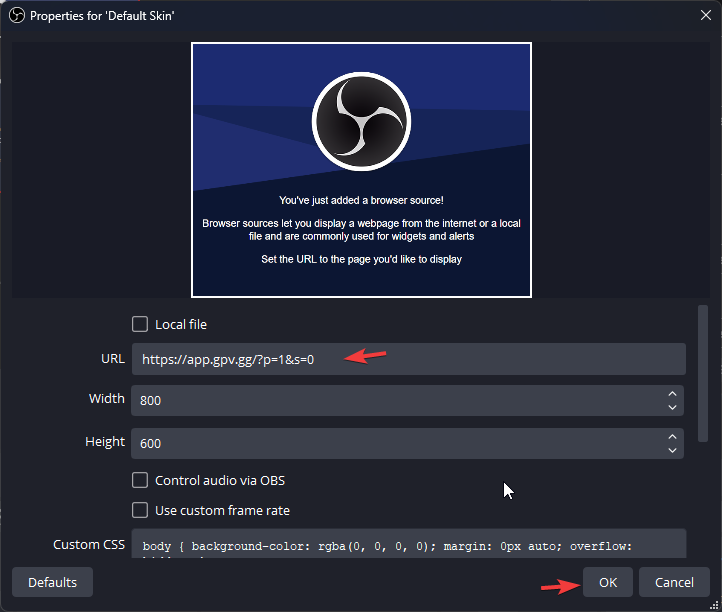 Properties for 'Default Skin'
You've just added a browser source!
Browser sources let you display a webpage from the internet or a local
file and are commonly used for widgets and alerts
Set the URL to the page you'd like to display
Local file
URL https://app.gpv.gg/?p=1&s=0
Width 800
Height 600
Control audio via OBS
Use custom frame rate
Custom CSS body { background-color: rgba(0, 0, 0, 0); margin: 0px auto; overflow:
Defaults OK Cancel